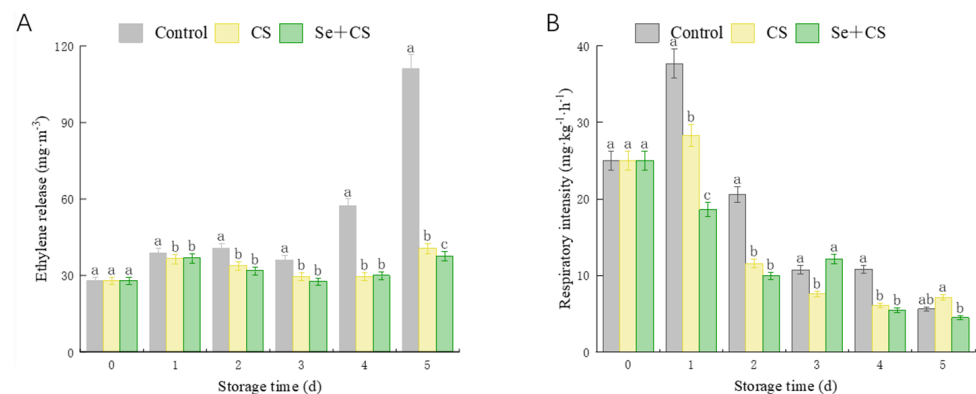 A
Control CS Se+CS
Ethylene release (mg·m⁻³)
120
90
60
30
0
a a a
a b b
a b b
a b b
a b b
a b c
0 1 2 3 4 5
Storage time (d)
B
Control CS Se+CS
Respiratory intensity (mg·kg⁻¹·h⁻¹)
40
30
20
10
0
a a a
a b c
a b b
a b a
a b b
ab a b
0 1 2 3 4 5
Storage time (d)